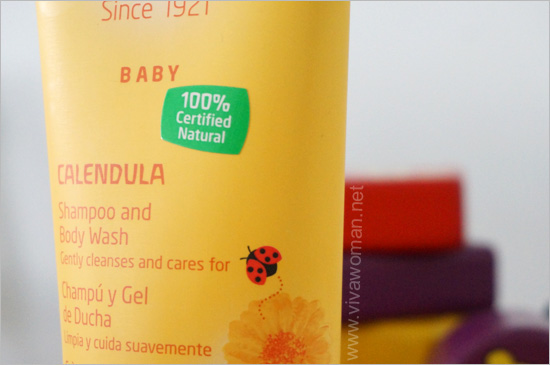 Since 1921
BABY
100%
Certified
Natural
CALENDULA
Shampoo and
Body Wash
Gently cleanses and cares for
Champú y Gel
de Ducha
Limpia y cuida suavemente
www.vivawoman.net